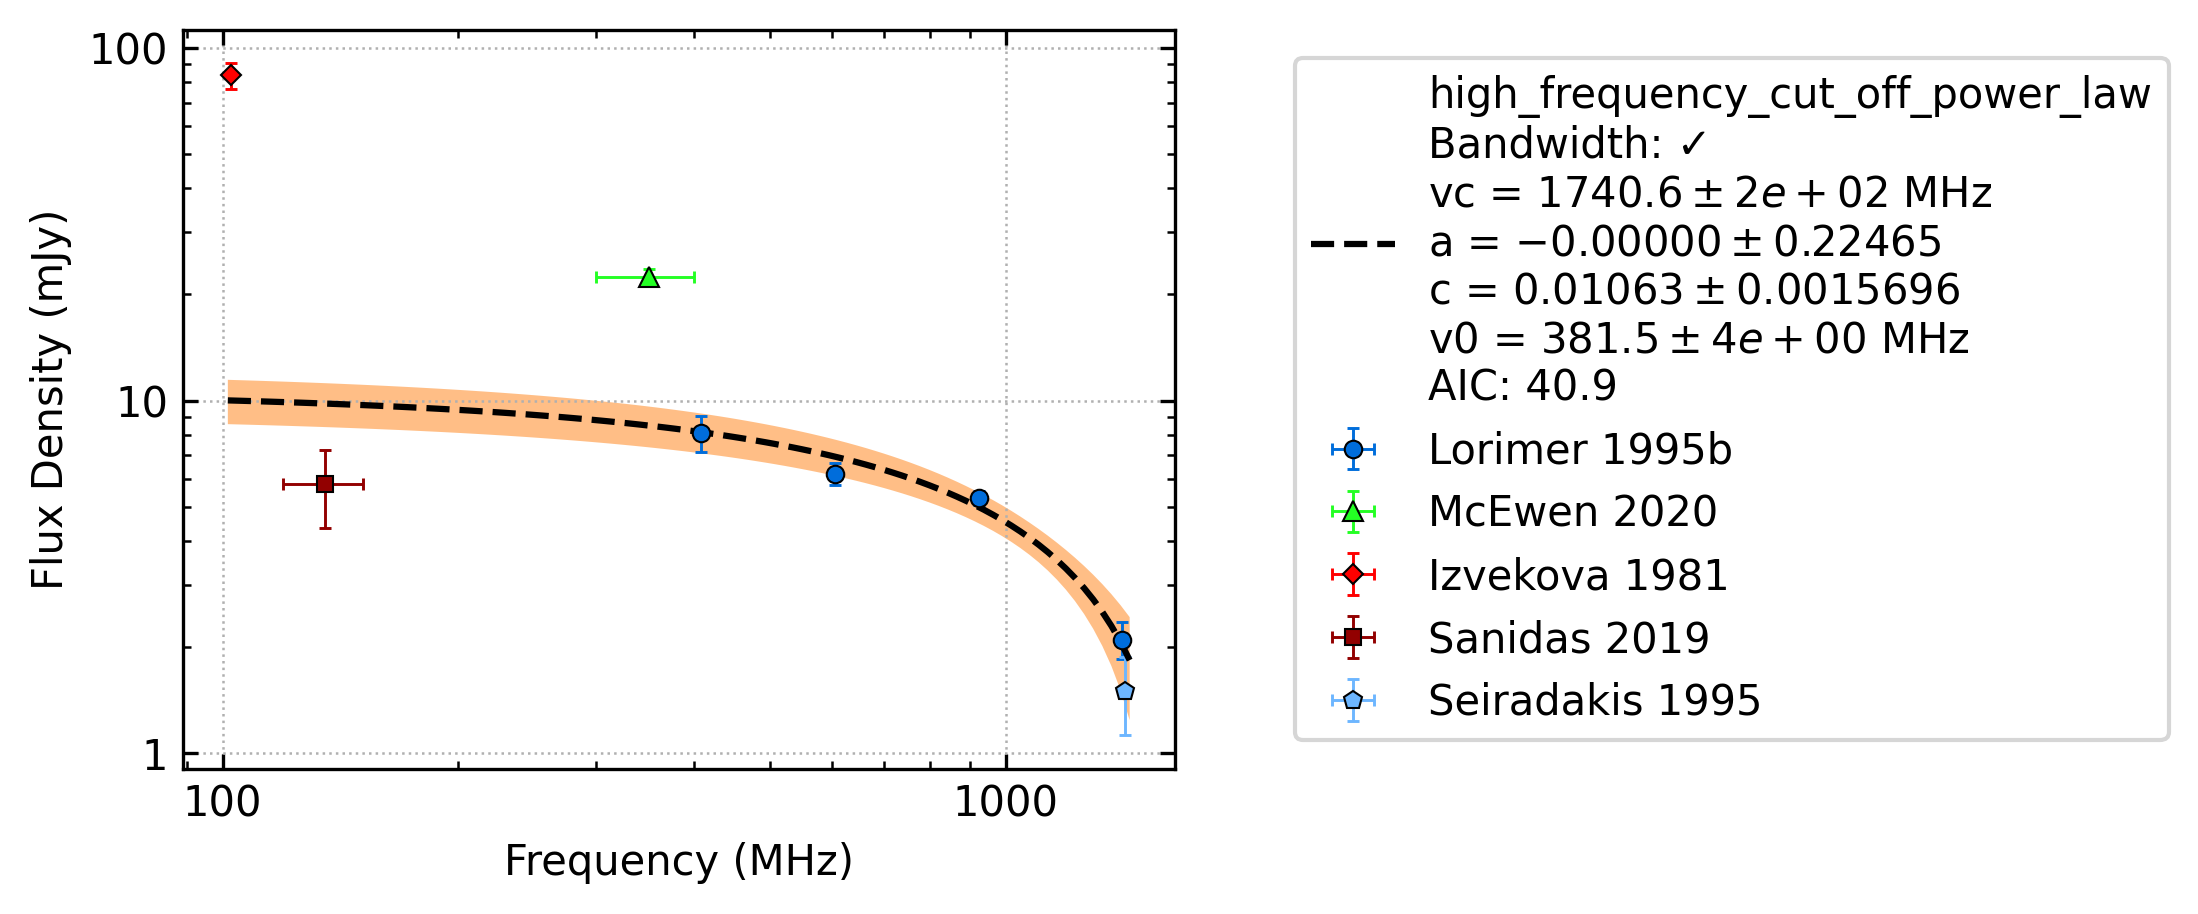 100
10
1
100
1000
Flux Density (mJy)
Frequency (MHz)
high_frequency_cut_off_power_law
Bandwidth: ✓
vc = 1740.6 ± 2e + 02 MHz
a = −0.00000 ± 0.22465
c = 0.01063 ± 0.0015696
v0 = 381.5 ± 4e + 00 MHz
AIC: 40.9
Lorimer 1995b
McEwen 2020
Izvekova 1981
Sanidas 2019
Seiradakis 1995